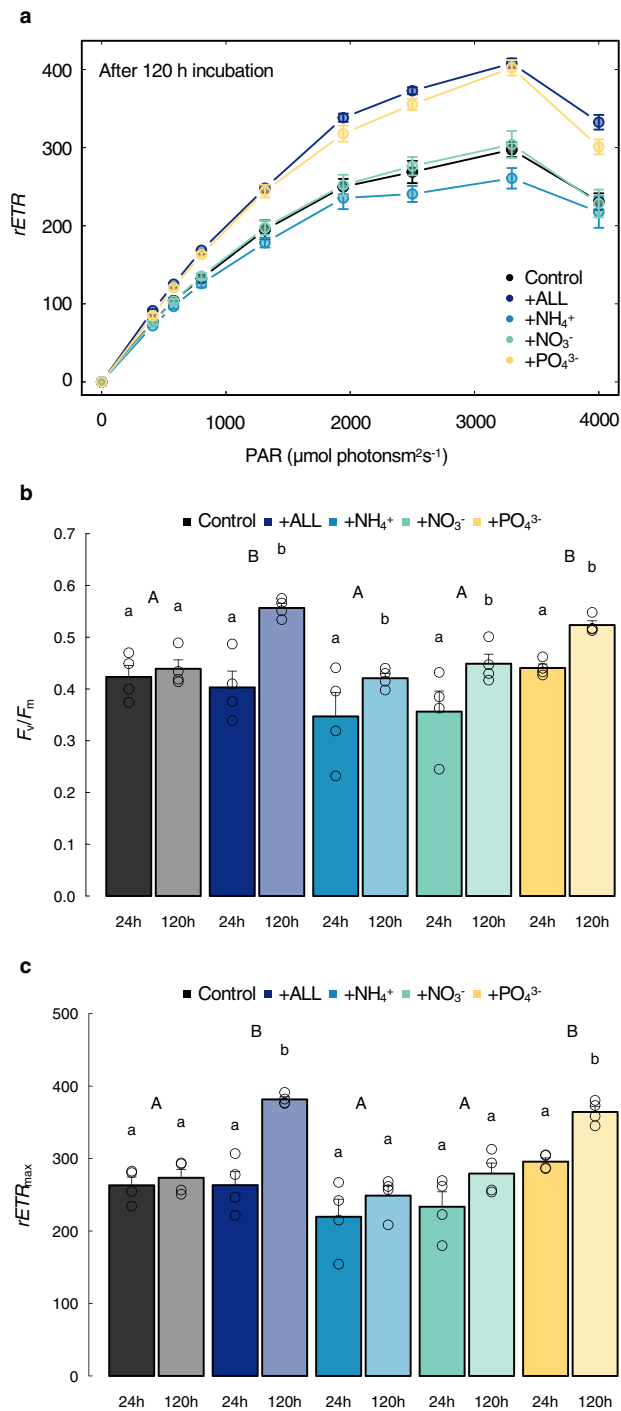 a
After 120 h incubation
400
300
200
100
0
rETR
Control
+ALL
+NH₄⁺
+NO₃⁻
+PO₄³⁻
0 1000 2000 3000 4000
PAR (μmol photonsm²s⁻¹)
b
Control +ALL +NH₄⁺ +NO₃⁻ +PO₄³⁻
0.7
0.6
0.5
0.4
0.3
0.2
0.1
0.0
Fᵥ/Fₘ
B b B b
a A a a A b A b a
a a
24h 120h 24h 120h 24h 120h 24h 120h 24h 120h
c
Control +ALL +NH₄⁺ +NO₃⁻ +PO₄³⁻
500
400
300
200
100
0
rETRmax
B b B b
a A a a A A a
a a a a
24h 120h 24h 120h 24h 120h 24h 120h 24h 120h